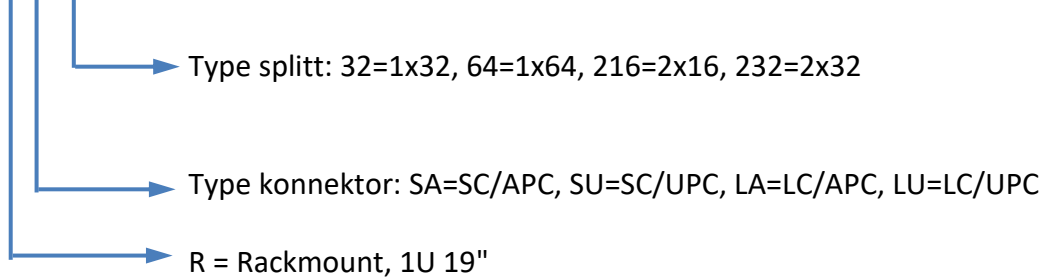 Type splitt: 32=1x32, 64=1x64, 216=2x16, 232=2x32
Type konnektor: SA=SC/APC, SU=SC/UPC, LA=LC/APC, LU=LC/UPC
R = Rackmount, 1U 19"